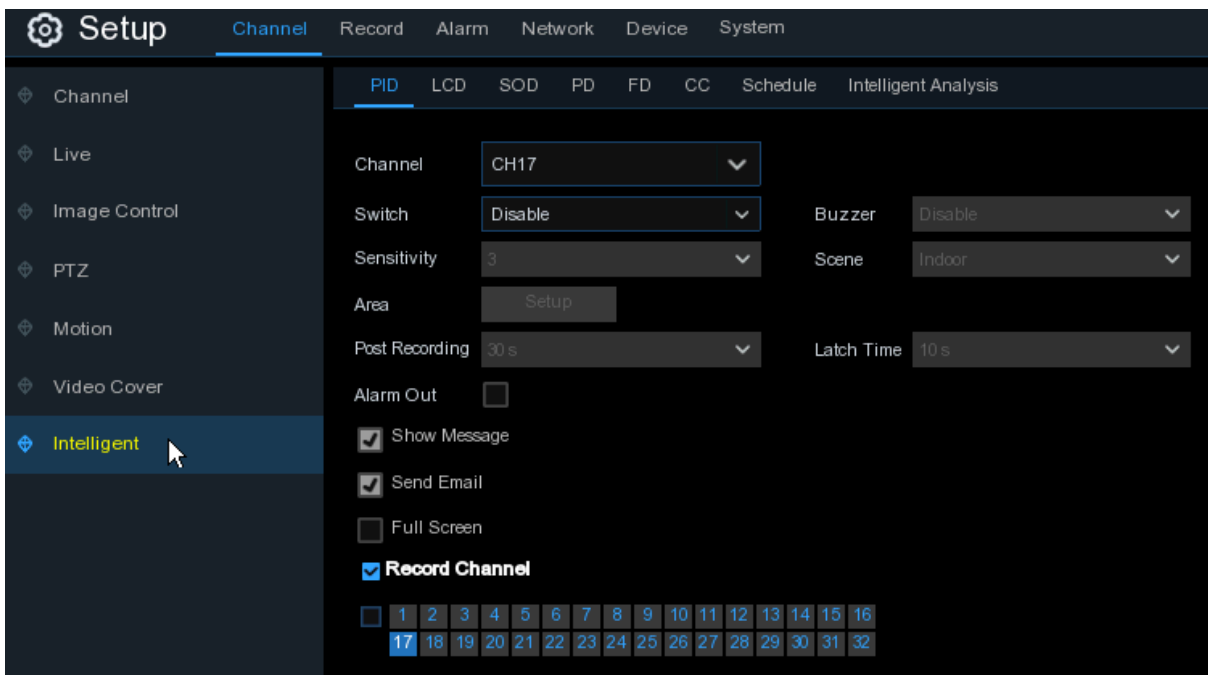 Setup Channel Record Alarm Network Device System
PID LCD SOD PD FD CC Schedule Intelligent Analysis
Channel
Live
Image Control
PTZ
Motion
Video Cover
Intelligent
Channel CH17
Switch Disable Buzzer Disable
Sensitivity 3 Scene Indoor
Area Setup
Post Recording 30 s Latch Time 10 s
Alarm Out
Show Message
Send Email
Full Screen
Record Channel
1 2 3 4 5 6 7 8 9 10 11 12 13 14 15 16
17 18 19 20 21 22 23 24 25 26 27 28 29 30 31 32